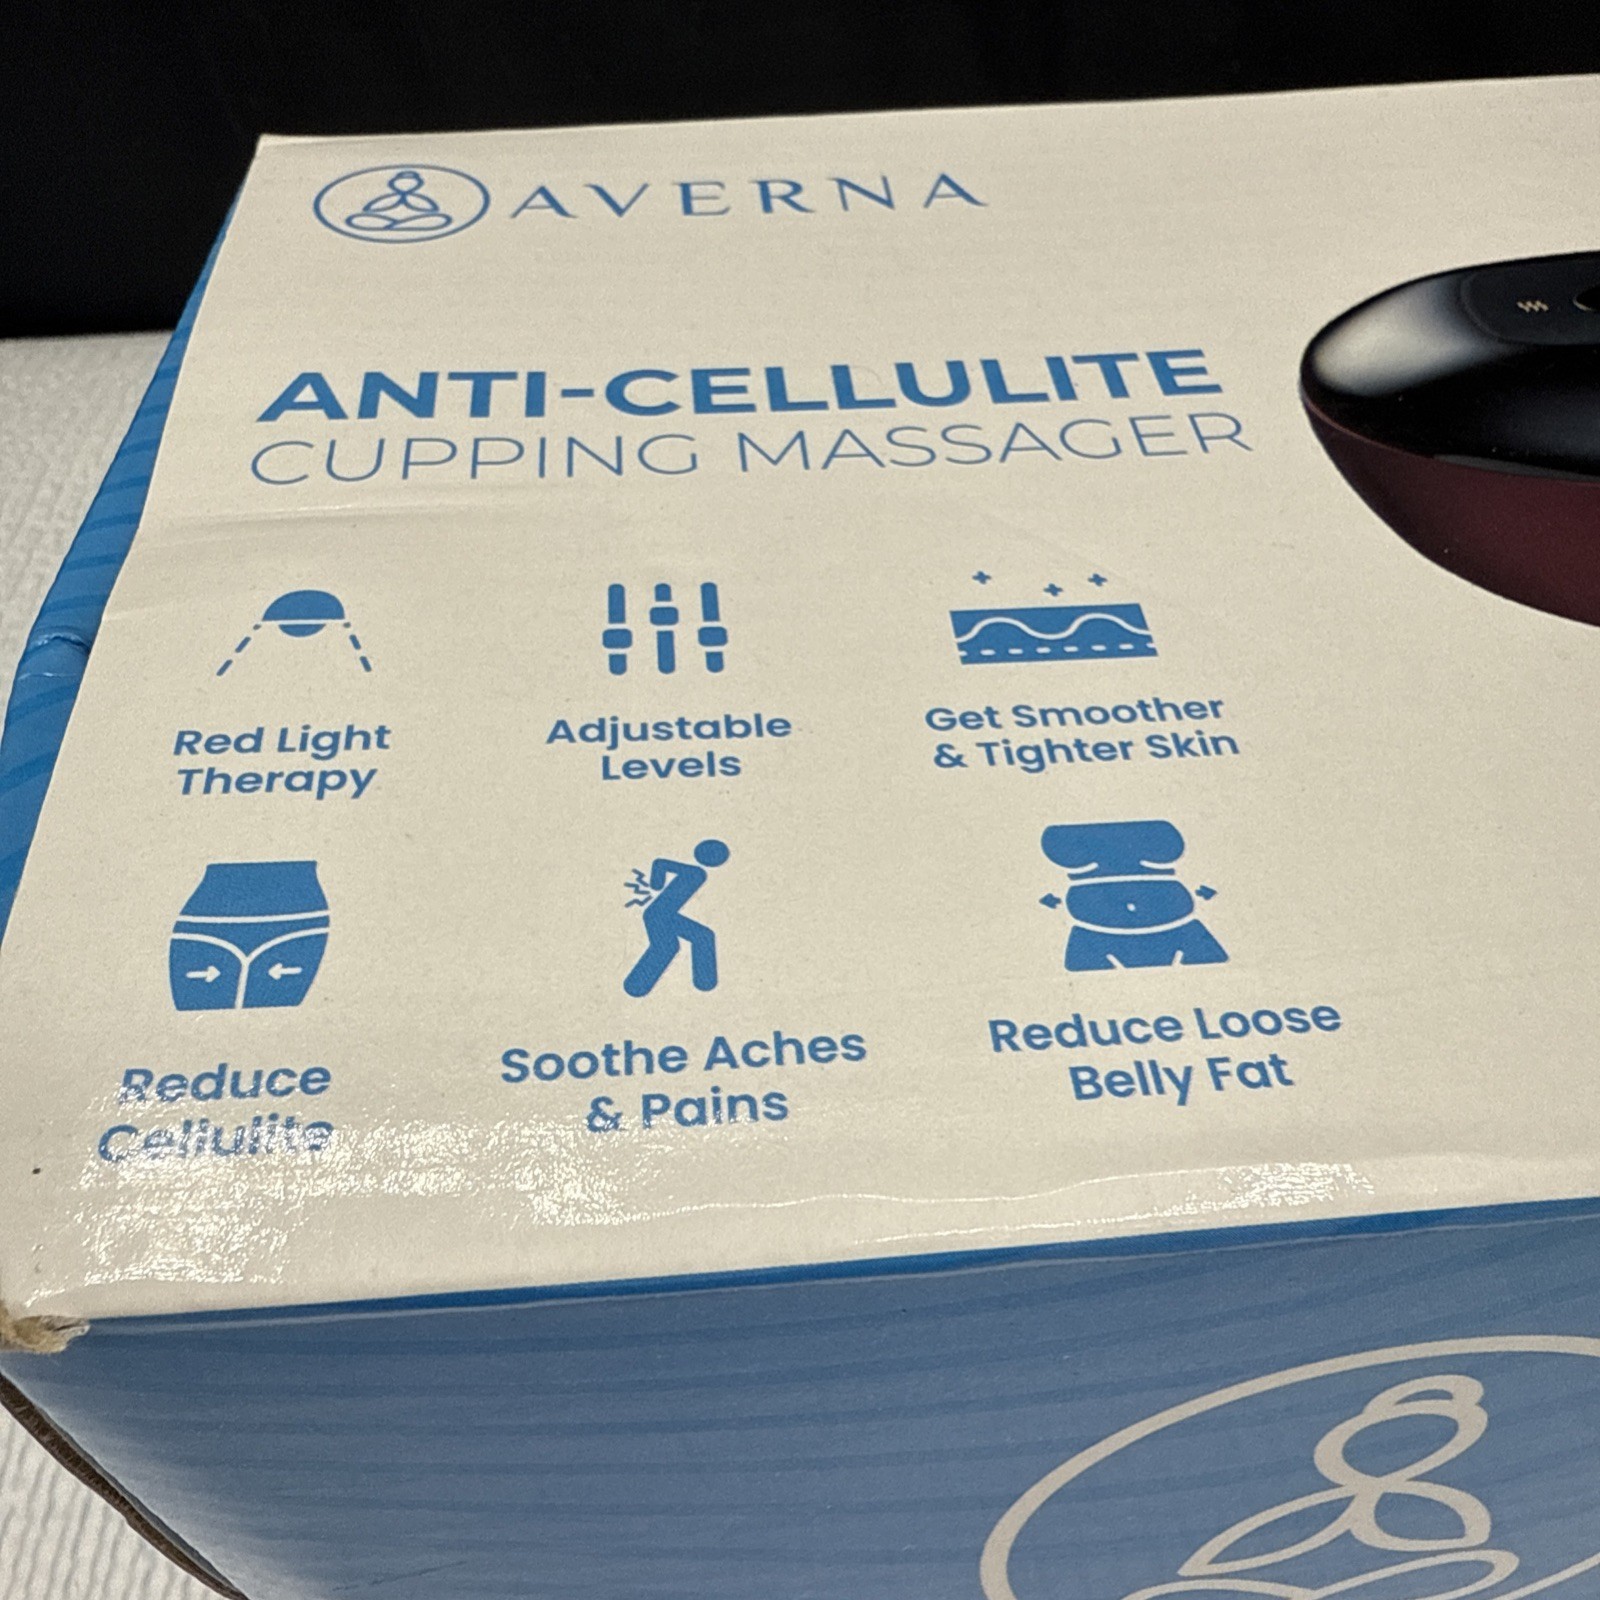 AVERNA
ANTI-CELLULITE
CUPPING MASSAGER
Red Light
Therapy
Adjustable
Levels
Get Smoother
& Tighter Skin
Reduce
Cellulite
Soothe Aches
& Pains
Reduce Loose
Belly Fat